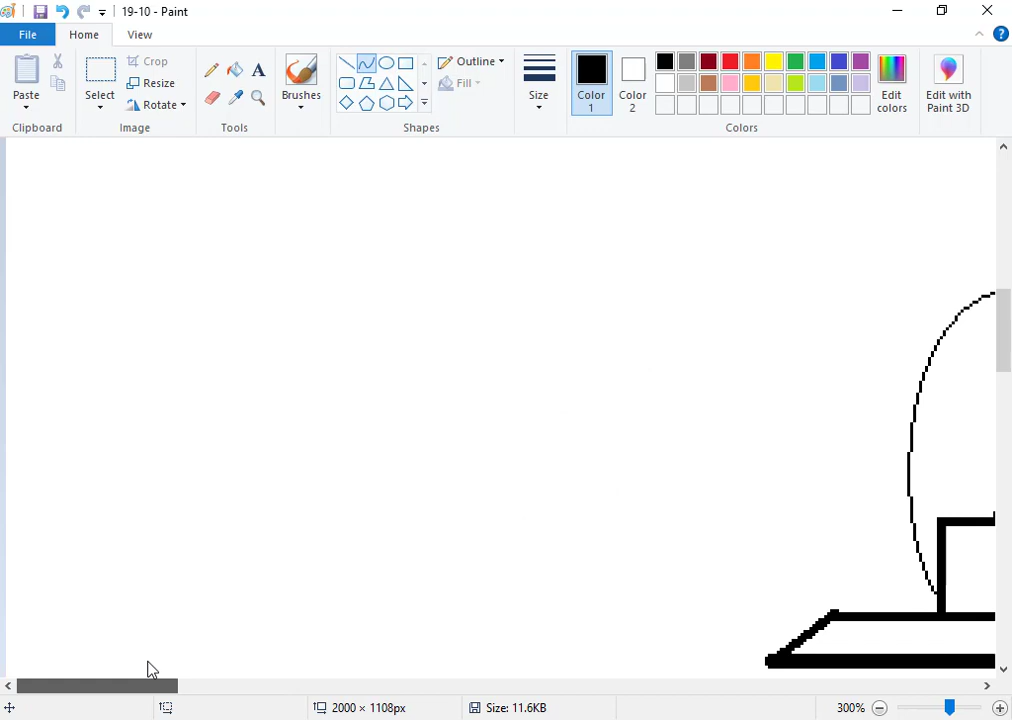 19-10 - Paint
File Home View
Paste Select Crop Resize Rotate Brushes Outline Fill Size Color 1 Color 2 Edit colors Edit with Paint 3D
Clipboard Image Tools Shapes Colors
2000 × 1108px Size: 11.6KB 300%